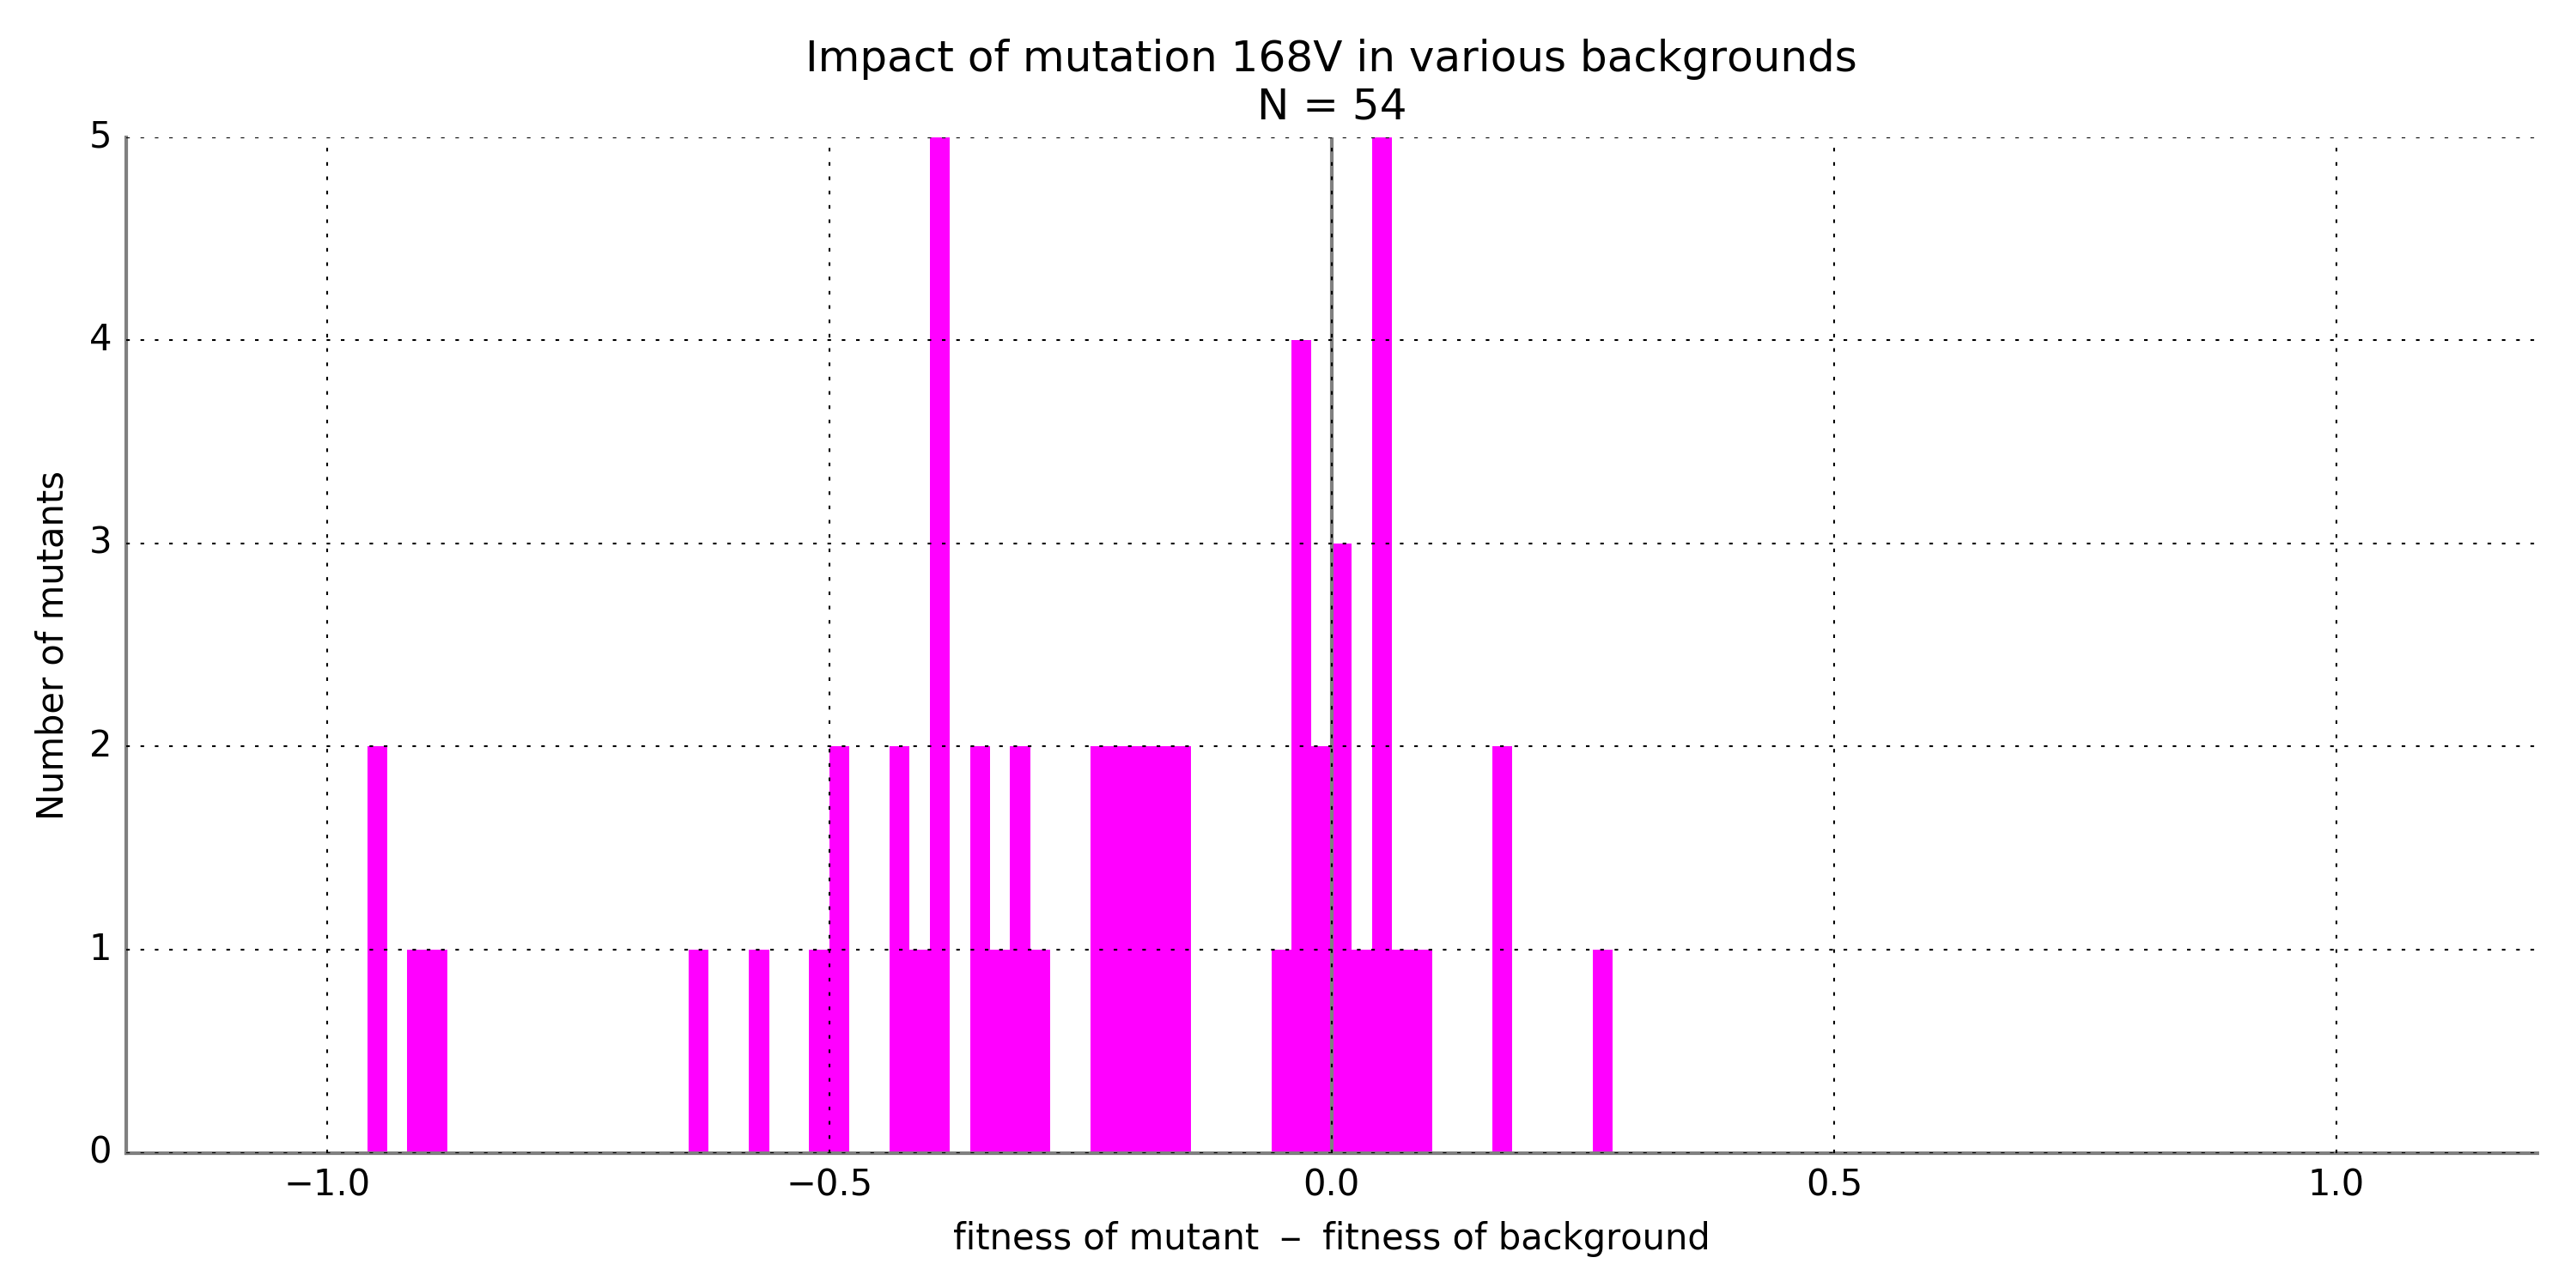 Impact of mutation 168V in various backgrounds
N = 54
5
4
3
2
1
0
Number of mutants
−1.0 −0.5 0.0 0.5 1.0
fitness of mutant – fitness of background